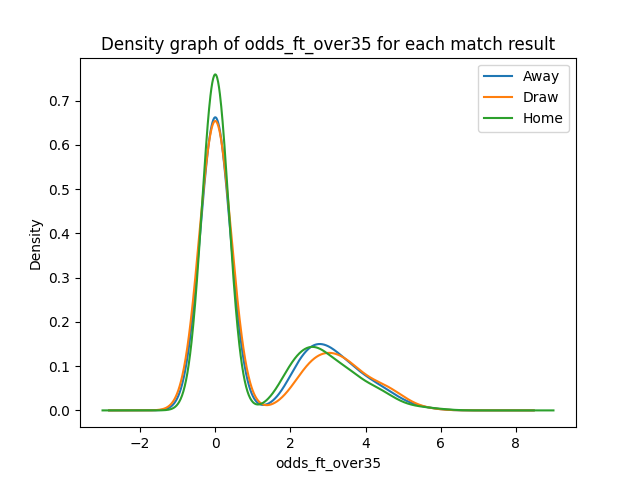 Density graph of odds_ft_over35 for each match result
Away
Draw
Home
Density
0.7
0.6
0.5
0.4
0.3
0.2
0.1
0.0
−2
0
2
4
6
8
odds_ft_over35